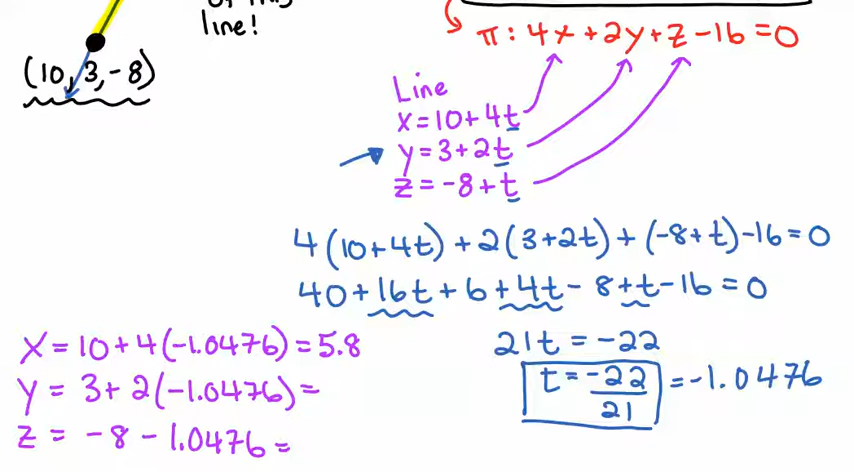 of this
line!
(10, 3, -8)
π: 4x + 2y + z - 16 = 0
Line
x = 10 + 4t
y = 3 + 2t
z = -8 + t
4(10+4t) + 2(3+2t) + (-8+t) - 16 = 0
40 + 16t + 6 + 4t - 8 + t - 16 = 0
21t = -22
t = -22/21 = -1.0476
x = 10 + 4(-1.0476) = 5.8
y = 3 + 2(-1.0476) =
z = -8 - 1.0476 =